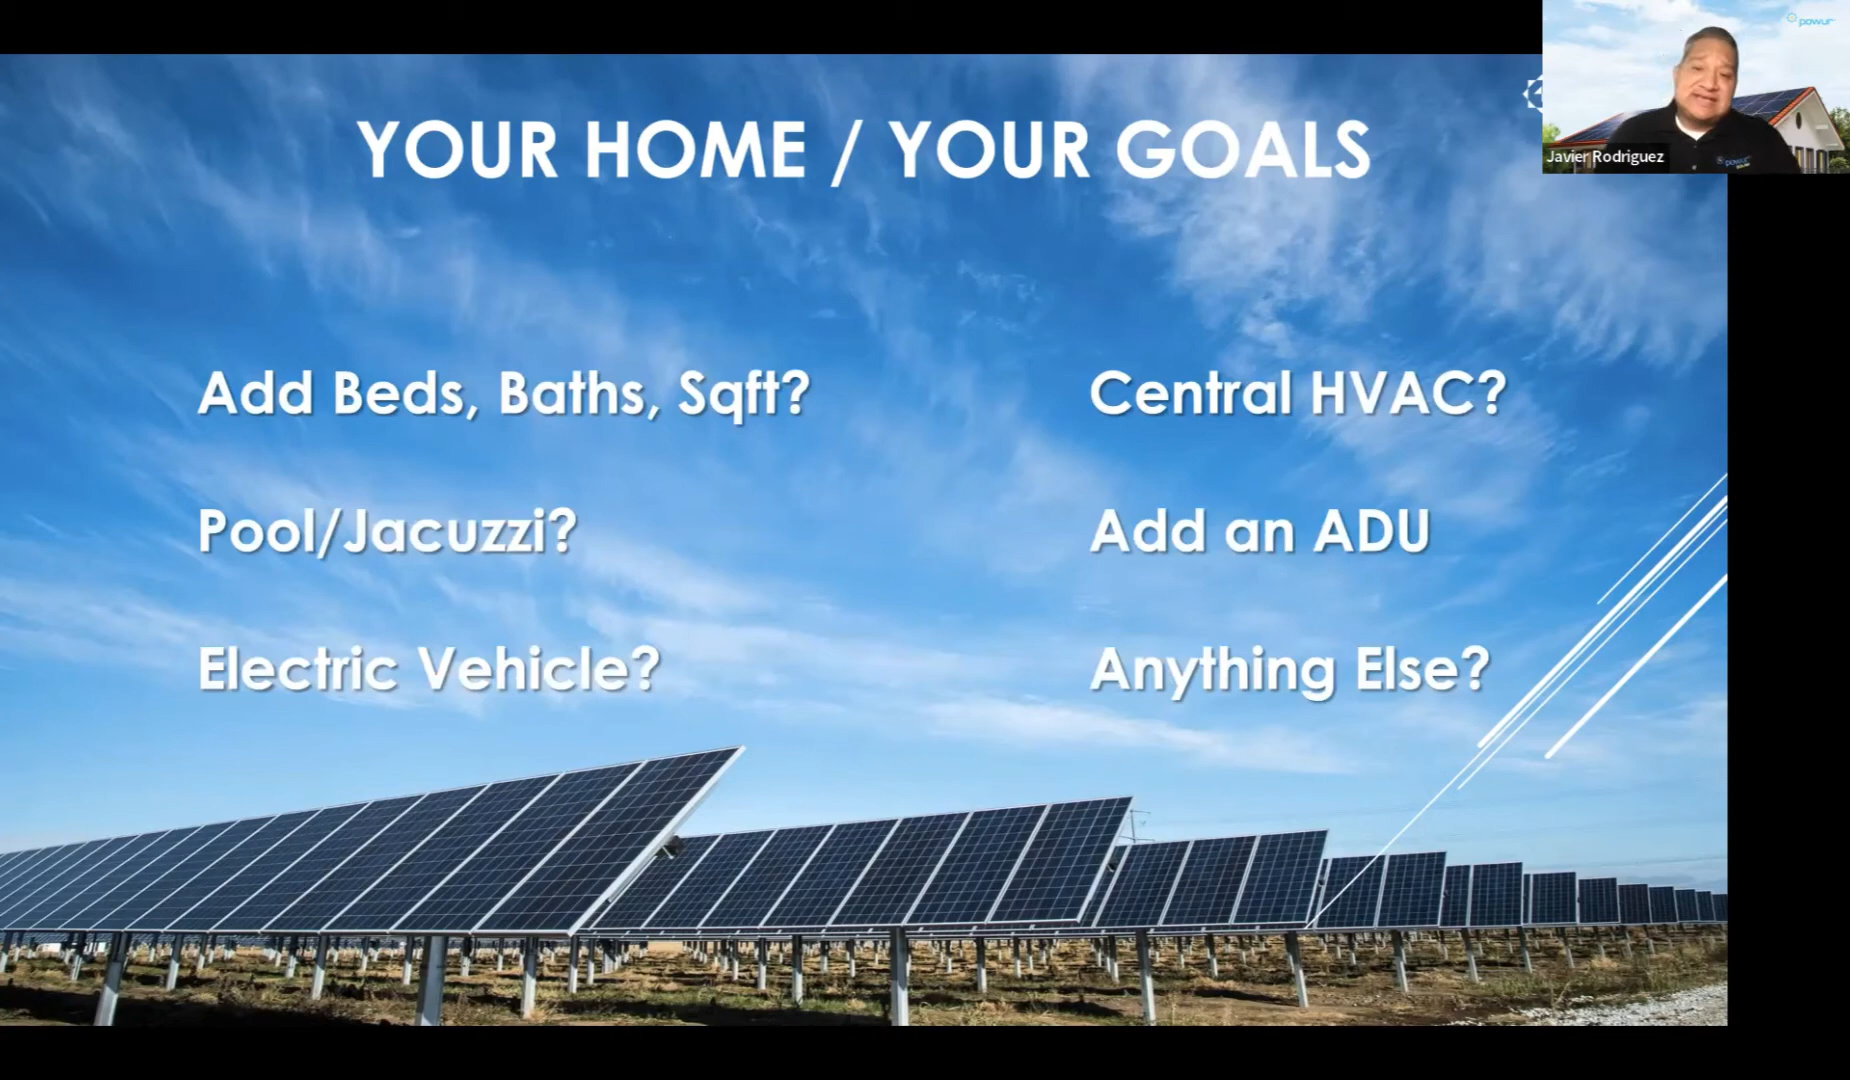 YOUR HOME / YOUR GOALS
powur
Javier Rodriguez
Add Beds, Baths, Sqft?
Central HVAC?
Pool/Jacuzzi?
Add an ADU
Electric Vehicle?
Anything Else?
powur